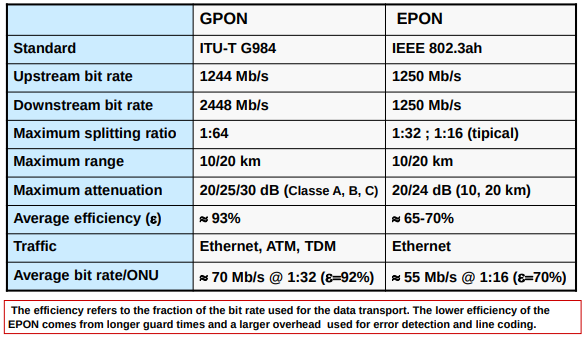 GPON EPON
Standard ITU-T G984 IEEE 802.3ah
Upstream bit rate 1244 Mb/s 1250 Mb/s
Downstream bit rate 2448 Mb/s 1250 Mb/s
Maximum splitting ratio 1:64 1:32 ; 1:16 (tipical)
Maximum range 10/20 km 10/20 km
Maximum attenuation 20/25/30 dB (Classe A, B, C) 20/24 dB (10, 20 km)
Average efficiency (ε) ≈ 93% ≈ 65-70%
Traffic Ethernet, ATM, TDM Ethernet
Average bit rate/ONU ≈ 70 Mb/s @ 1:32 (ε=92%) ≈ 55 Mb/s @ 1:16 (ε=70%)
The efficiency refers to the fraction of the bit rate used for the data transport. The lower efficiency of the
EPON comes from longer guard times and a larger overhead used for error detection and line coding.